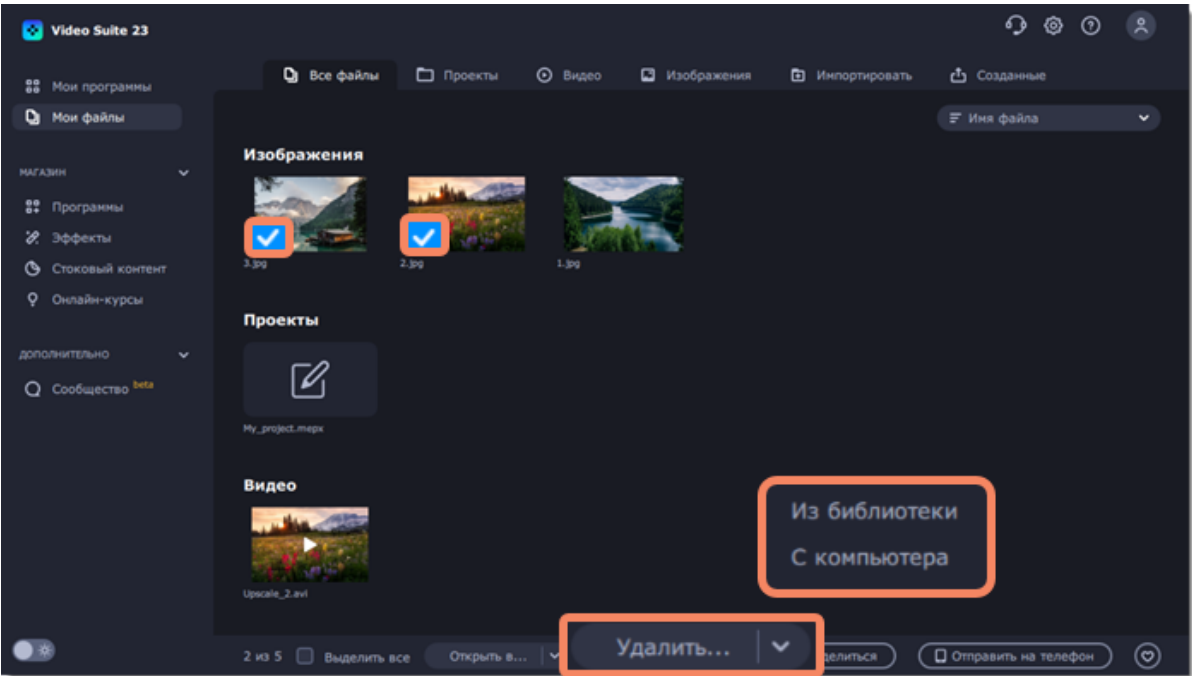 Video Suite 23
Мои программы
Мои файлы
МАГАЗИН
Программы
Эффекты
Стоковый контент
Онлайн-курсы
ДОПОЛНИТЕЛЬНО
Сообщество beta
Все файлы Проекты Видео Изображения Импортировать Созданные
Имя файла
Изображения
3.jpg 2.jpg 1.jpg
Проекты
My_project.mepx
Видео
Upscale_2.avi
Из библиотеки
С компьютера
2 из 5 Выделить все Открыть в... Удалить... делиться Отправить на телефон